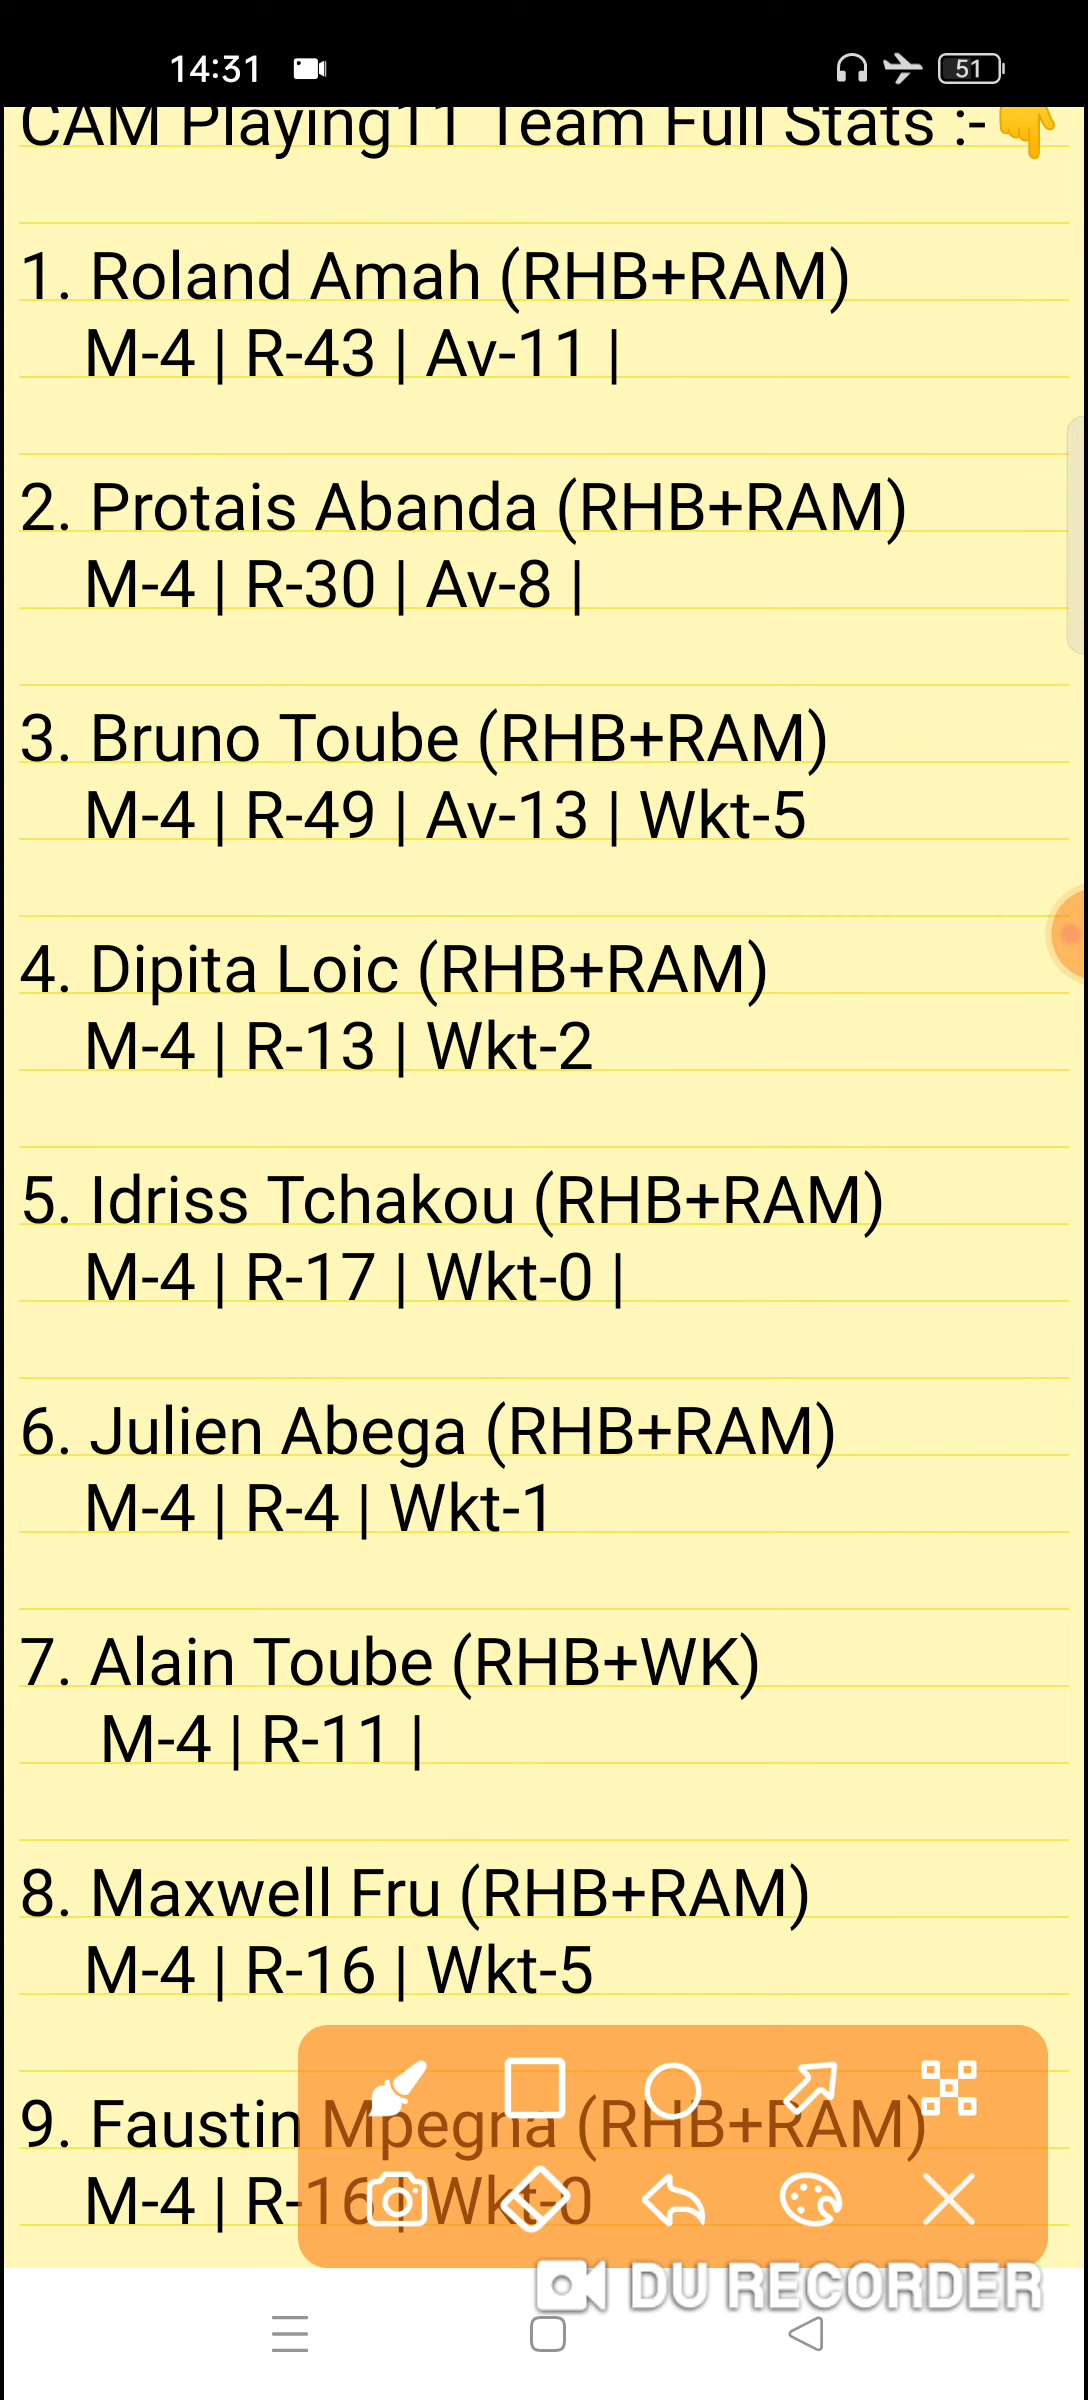 14:31
51
CAM Playing11 Team Full Stats :-👇
1. Roland Amah (RHB+RAM)
M-4 | R-43 | Av-11 |
2. Protais Abanda (RHB+RAM)
M-4 | R-30 | Av-8 |
3. Bruno Toube (RHB+RAM)
M-4 | R-49 | Av-13 | Wkt-5
4. Dipita Loic (RHB+RAM)
M-4 | R-13 | Wkt-2
5. Idriss Tchakou (RHB+RAM)
M-4 | R-17 | Wkt-0 |
6. Julien Abega (RHB+RAM)
M-4 | R-4 | Wkt-1
7. Alain Toube (RHB+WK)
M-4 | R-11 |
8. Maxwell Fru (RHB+RAM)
M-4 | R-16 | Wkt-5
9. Faustin Mpegna (RHB+RAM)
M-4 | R-16 | Wkt-0
DU RECORDER